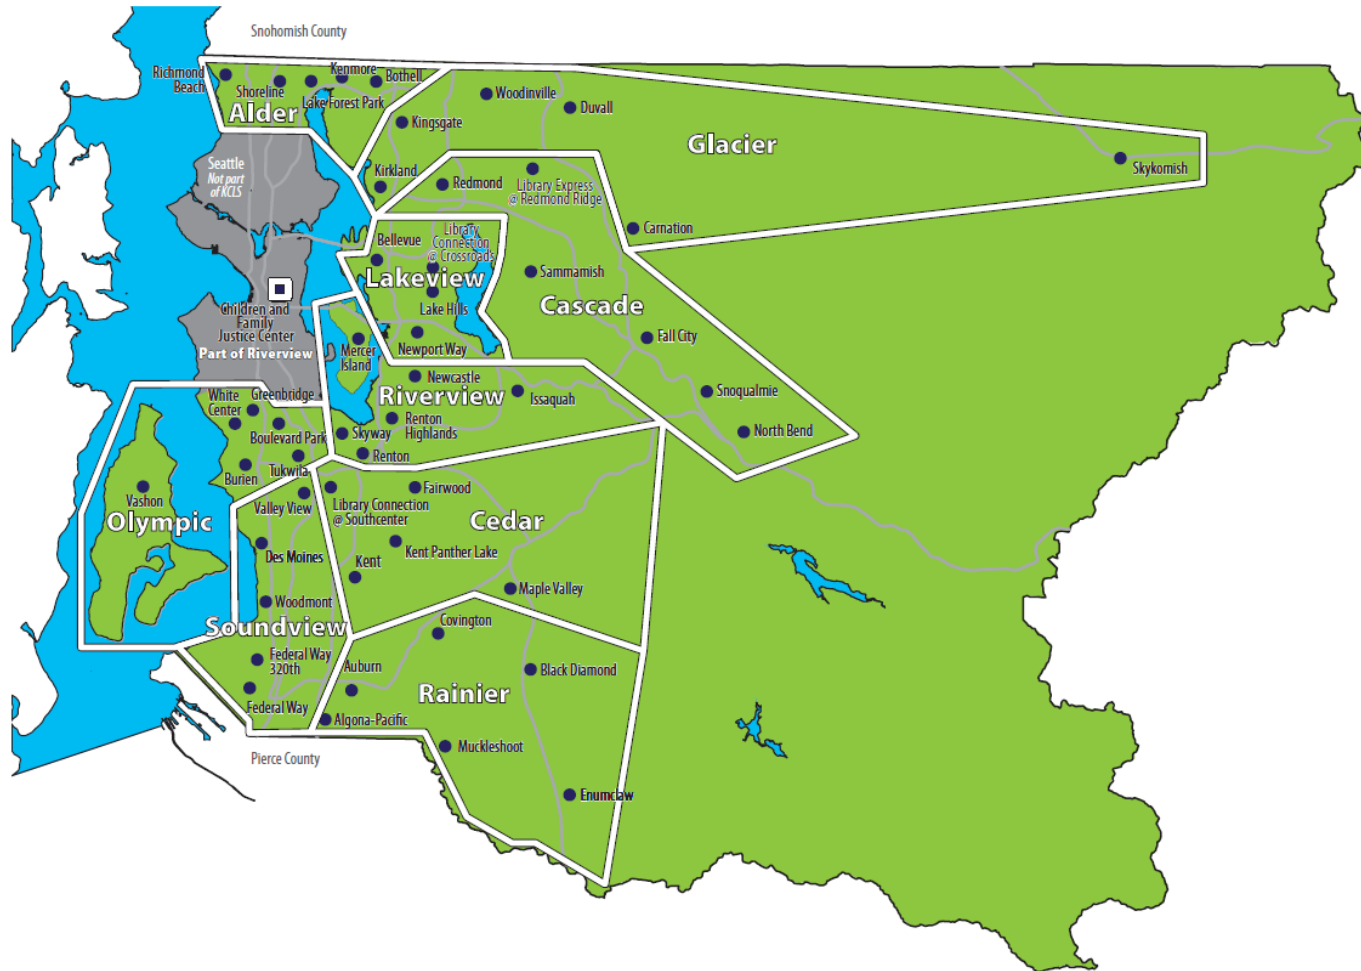 Snohomish County
Richmond
Beach
Shoreline
Kenmore
Bothell
Lake Forest Park
Alder
Woodinville
Duvall
Kingsgate
Glacier
Skykomish
Seattle
Not part
of KCLS
Kirkland
Redmond
Library Express
@ Redmond Ridge
Carnation
Bellevue
Library
Connection
@ Crossroads
Lakeview
Lake Hills
Sammamish
Cascade
Children and
Family
Justice Center
Part of Riverview
Mercer
Island
Newport Way
Fall City
Newcastle
Riverview
Issaquah
Snoqualmie
White
Center
Greenbridge
Boulevard Park
Renton
Highlands
Skyway
Renton
North Bend
Burien
Tukwila
Vashon
Olympic
Valley View
Library Connection
@ Southcenter
Fairwood
Cedar
Des Moines
Kent Panther Lake
Kent
Maple Valley
Woodmont
Soundview
Covington
Federal Way
320th
Auburn
Black Diamond
Rainier
Federal Way
Algona-Pacific
Muckleshoot
Pierce County
Enumclaw